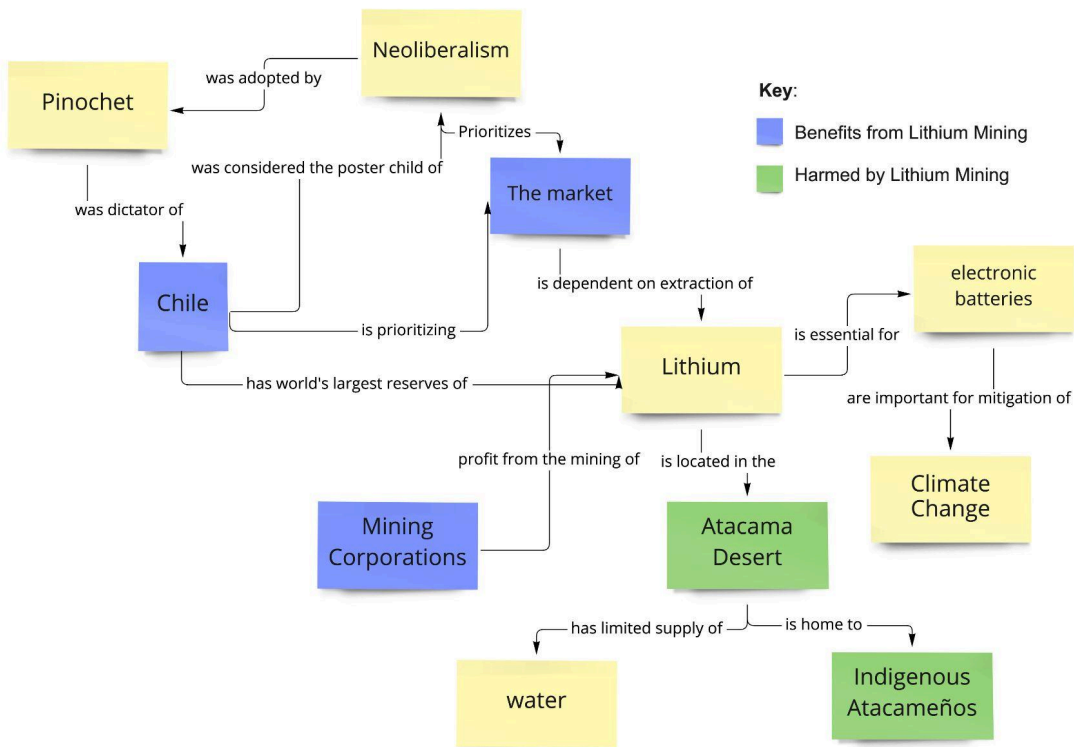 Neoliberalism
was adopted by
Pinochet
Key:
Prioritizes
Benefits from Lithium Mining
was considered the poster child of
The market
Harmed by Lithium Mining
was dictator of
electronic
batteries
is dependent on extraction of
Chile
is prioritizing
is essential for
Lithium
has world's largest reserves of
are important for mitigation of
profit from the mining of
is located in the
Climate
Change
Mining
Corporations
Atacama
Desert
has limited supply of
is home to
water
Indigenous
Atacameños